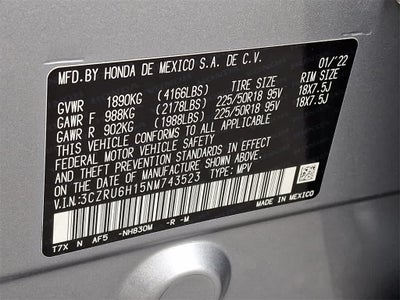 MFD.BY HONDA DE MEXICO S.A. DE C.V. 01/'22
TIRE SIZE RIM SIZE
GVWR 1890KG (4166LBS)
GAWR F 988KG (2178LBS) 225/50R18 95V 18X7.5J
GAWR R 902KG (1988LBS) 225/50R18 95V 18X7.5J
THIS VEHICLE CONFORMS TO ALL APPLICABLE
FEDERAL MOTOR VEHICLE SAFETY, BUMPER,
AND THEFT PREVENTION STANDARDS IN EFFECT
ON THE DATE OF MANUFACTURE SHOWN ABOVE.
V.I.N.:3CZRU6H15NM743523 TYPE: MPV
MADE IN MEXICO
T7X N AF5 -NH830M -R -M